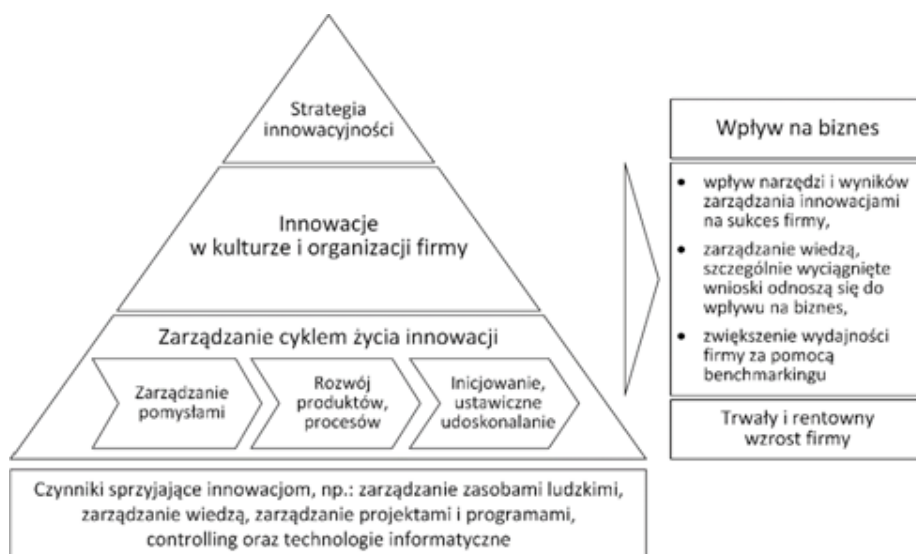 Strategia
innowacyjności
Innowacje
w kulturze i organizacji firmy
Zarządzanie cyklem życia innowacji
Zarządzanie
pomysłami
Rozwój
produktów,
procesów
Inicjowanie,
ustawiczne
udoskonalanie
Czynniki sprzyjające innowacjom, np.: zarządzanie zasobami ludzkimi,
zarządzanie wiedzą, zarządzanie projektami i programami,
controlling oraz technologie informatyczne
Wpływ na biznes
• wpływ narzędzi i wyników
zarządzania innowacjami
na sukces firmy,
• zarządzanie wiedzą,
szczególnie wyciągnięte
wnioski odnoszą się do
wpływu na biznes,
• zwiększenie wydajności
firmy za pomocą
benchmarkingu
Trwały i rentowny
wzrost firmy